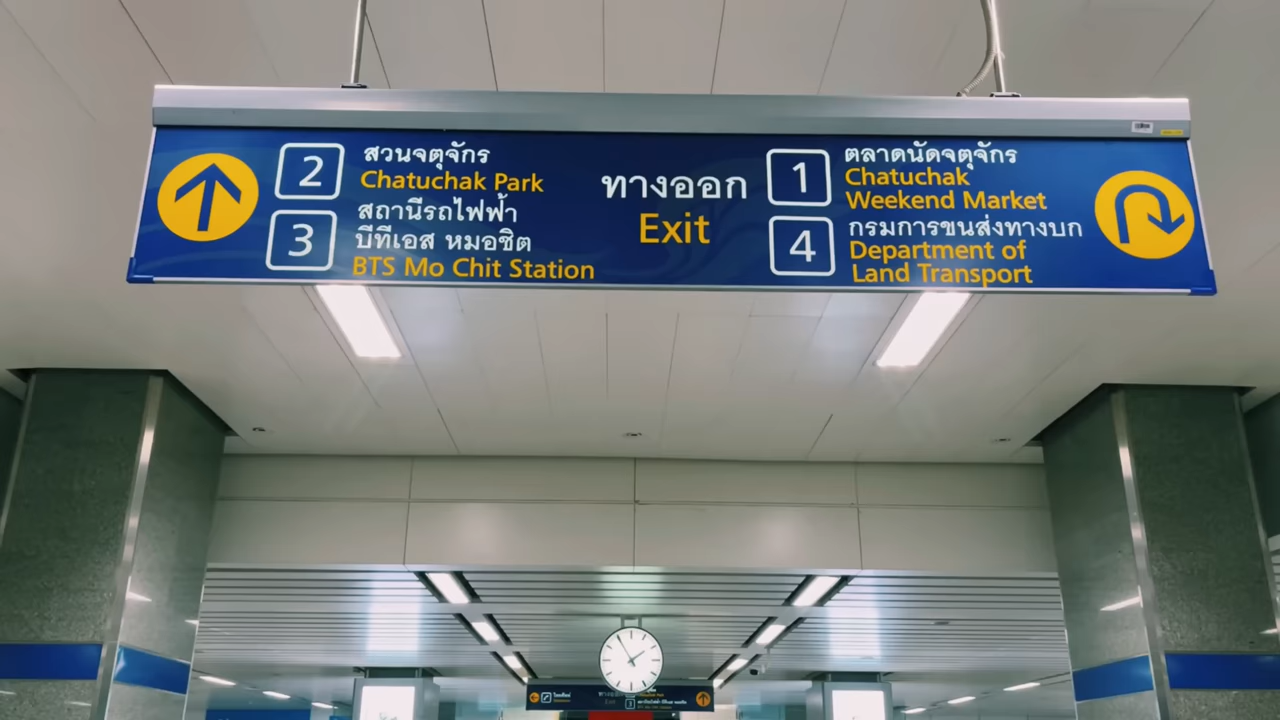 2
สวนจตุจักร
Chatuchak Park
3
สถานีรถไฟฟ้า
บีทีเอส หมอชิต
BTS Mo Chit Station
ทางออก
Exit
1
ตลาดนัดจตุจักร
Chatuchak
Weekend Market
4
กรมการขนส่งทางบก
Department of
Land Transport